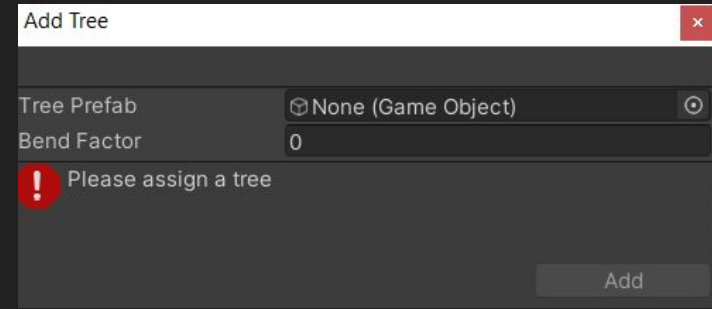 Add Tree
Tree Prefab None (Game Object)
Bend Factor 0
Please assign a tree
Add